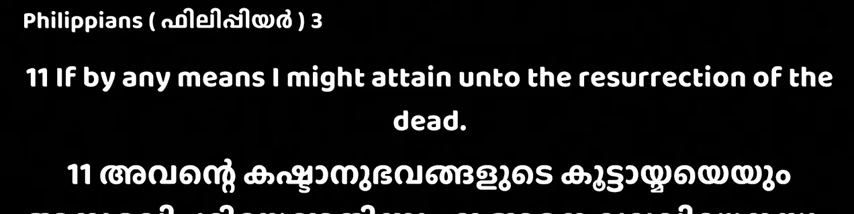 Philippians ( ഫിലിപ്പിയർ ) 3
11 If by any means I might attain unto the resurrection of the
dead.
11 അവന്റെ കഷ്ടാനുഭവങ്ങളുടെ കൂട്ടായ്മയെയും